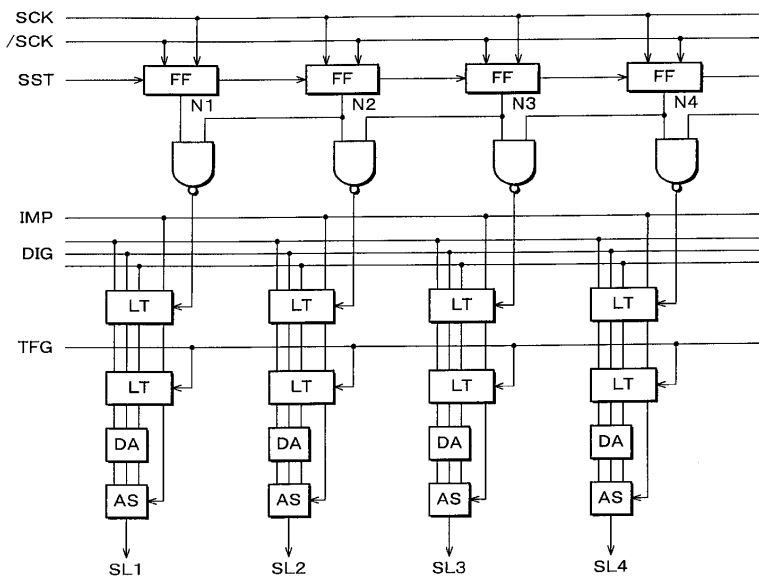 SCK
/SCK
SST FF FF FF FF
N1 N2 N3 N4
IMP
DIG
LT LT LT LT
TFG
LT LT LT LT
DA DA DA DA
AS AS AS AS
SL1 SL2 SL3 SL4